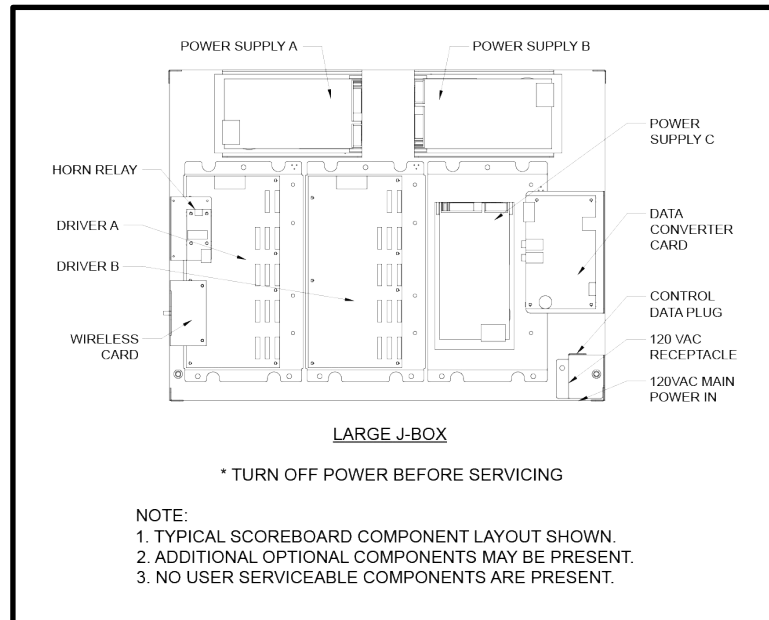 POWER SUPPLY A
POWER SUPPLY B
POWER
SUPPLY C
HORN RELAY
DRIVER A
DRIVER B
DATA
CONVERTER
CARD
WIRELESS
CARD
CONTROL
DATA PLUG
120 VAC
RECEPTACLE
120VAC MAIN
POWER IN
LARGE J-BOX
* TURN OFF POWER BEFORE SERVICING
NOTE:
1. TYPICAL SCOREBOARD COMPONENT LAYOUT SHOWN.
2. ADDITIONAL OPTIONAL COMPONENTS MAY BE PRESENT.
3. NO USER SERVICEABLE COMPONENTS ARE PRESENT.